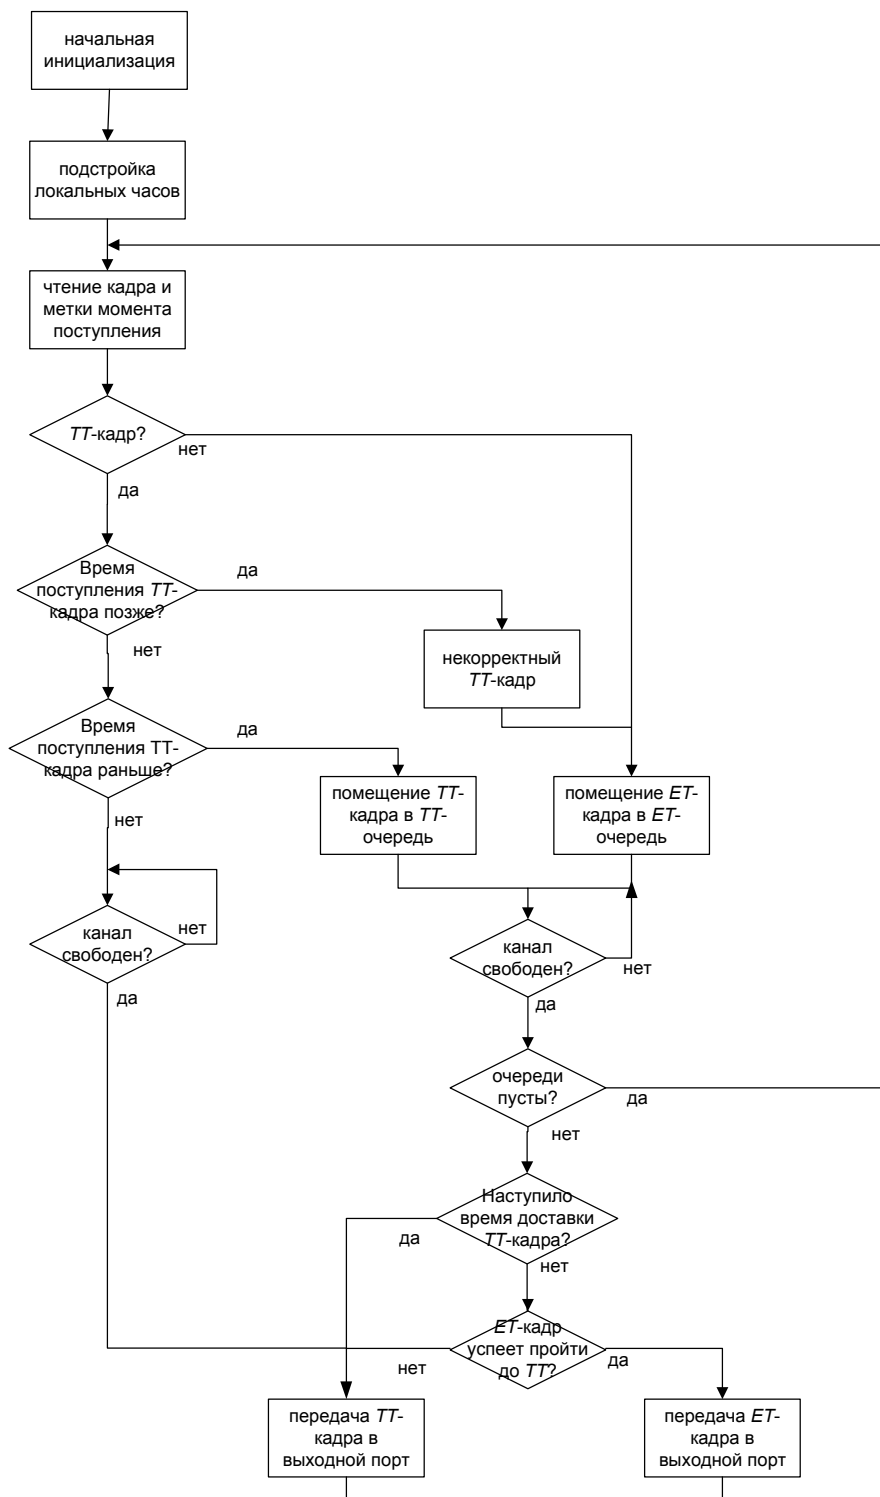 начальная
инициализация
подстройка
локальных часов
чтение кадра и
метки момента
поступления
TT-кадр?
нет
да
Время
поступления TT-
кадра позже?
да
нет
некорректный
TT-кадр
Время
поступления TT-
кадра раньше?
да
нет
помещение TT-
кадра в TT-
очередь
помещение ET-
кадра в ET-
очередь
канал
свободен?
нет
да
канал
свободен?
нет
да
очереди
пусты?
да
нет
Наступило
время доставки
TT-кадра?
да
нет
ET-кадр
успеет пройти
до TT?
нет
да
передача TT-
кадра в
выходной порт
передача ET-
кадра в
выходной порт